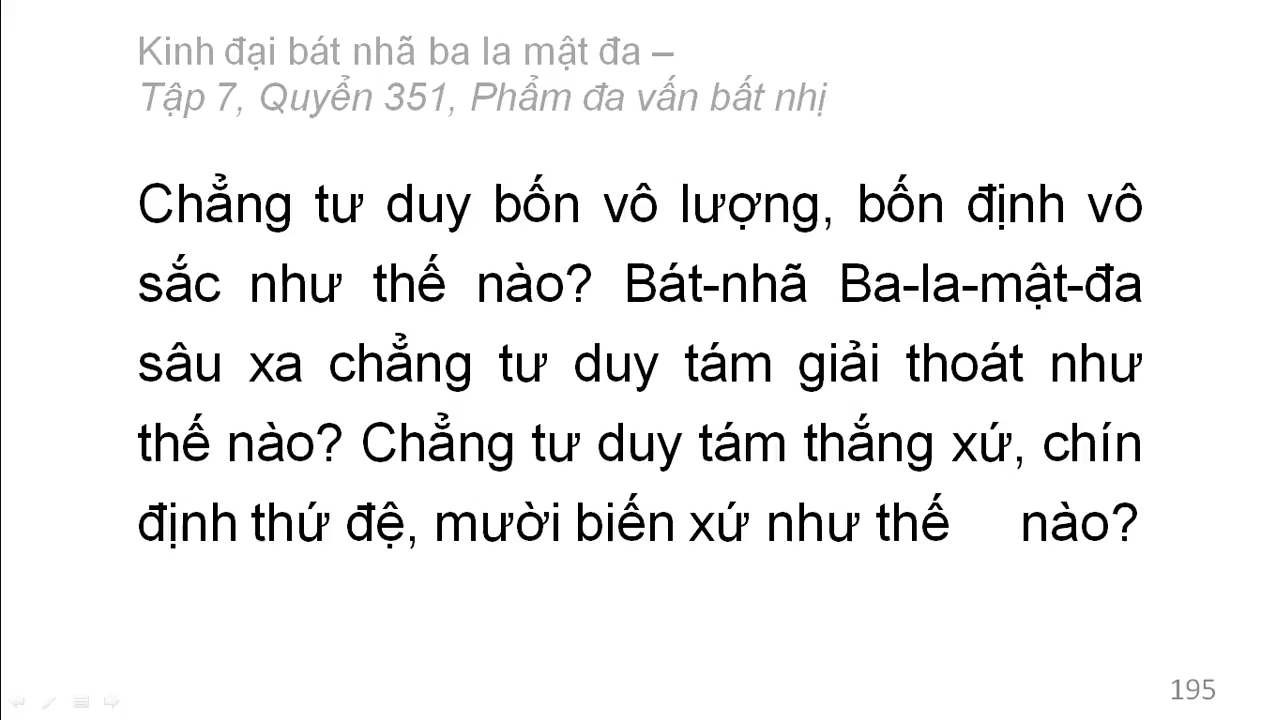 Kinh đại bát nhã ba la mật đa –
Tập 7, Quyển 351, Phẩm đa vấn bất nhị
Chẳng tư duy bốn vô lượng, bốn định vô
sắc như thế nào? Bát-nhã Ba-la-mật-đa
sâu xa chẳng tư duy tám giải thoát như
thế nào? Chẳng tư duy tám thắng xứ, chín
định thứ đệ, mười biến xứ như thế nào?
195